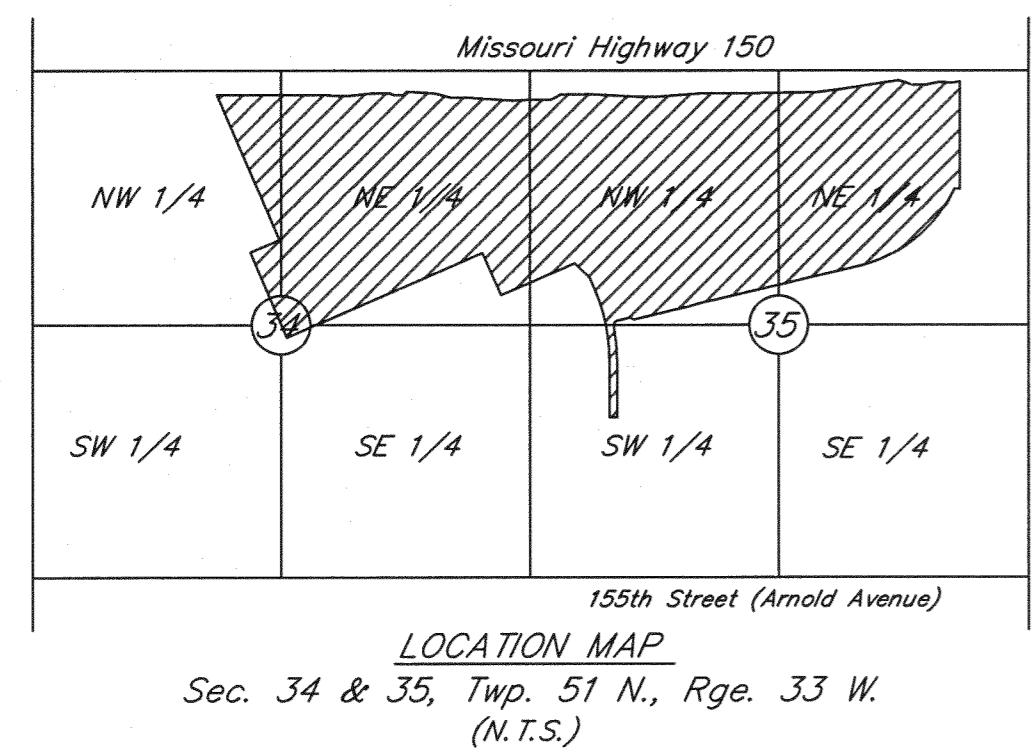 Missouri Highway 150
NW 1/4
NE 1/4
NW 1/4
NE 1/4
34
35
SW 1/4
SE 1/4
SW 1/4
SE 1/4
155th Street (Arnold Avenue)
LOCATION MAP
Sec. 34 & 35, Twp. 51 N., Rge. 33 W.
(N.T.S.)